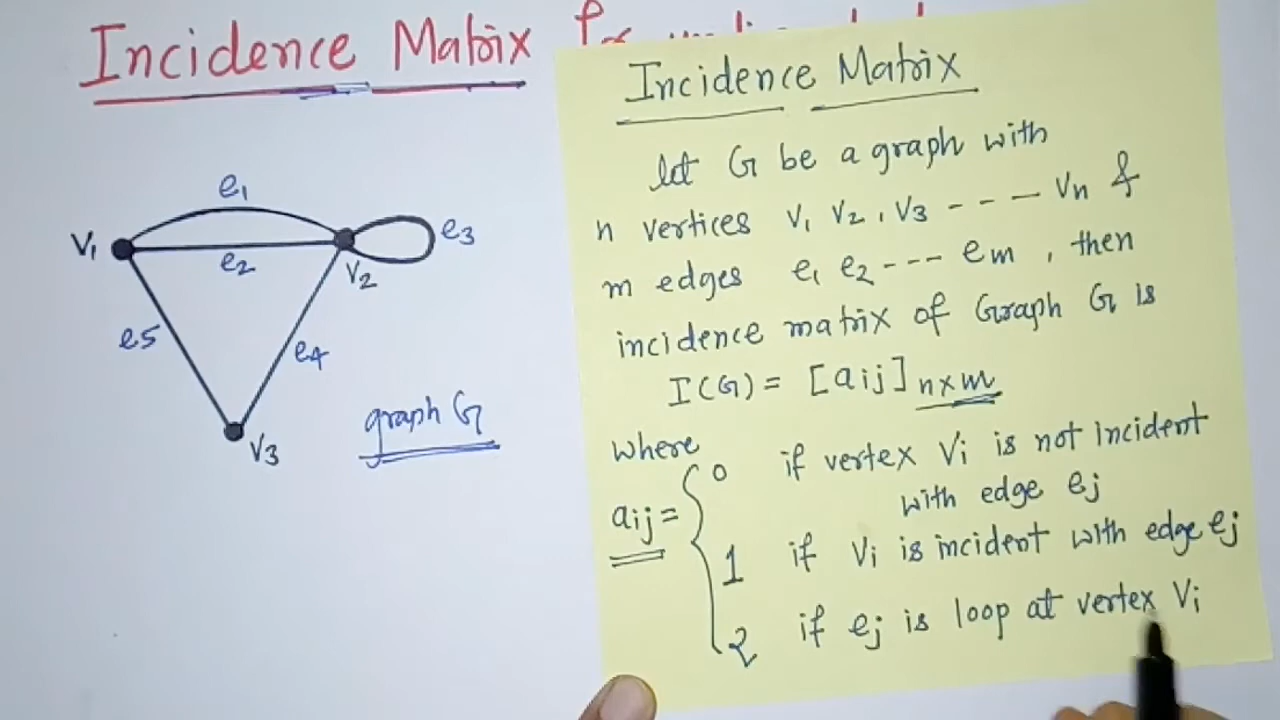 Incidence Matrix for
e1
V1
e2
V2
e3
e5
e4
V3
graph G
Incidence Matrix
let G be a graph with
n vertices V1 V2, V3 ---- Vn &
m edges e1 e2 --- em, then
incidence matrix of Graph G is
I(G) = [aij] n×m
where
0 if vertex Vi is not incident
with edge ej
aij =
1 if Vi is incident with edge ej
2 if ej is loop at vertex Vi